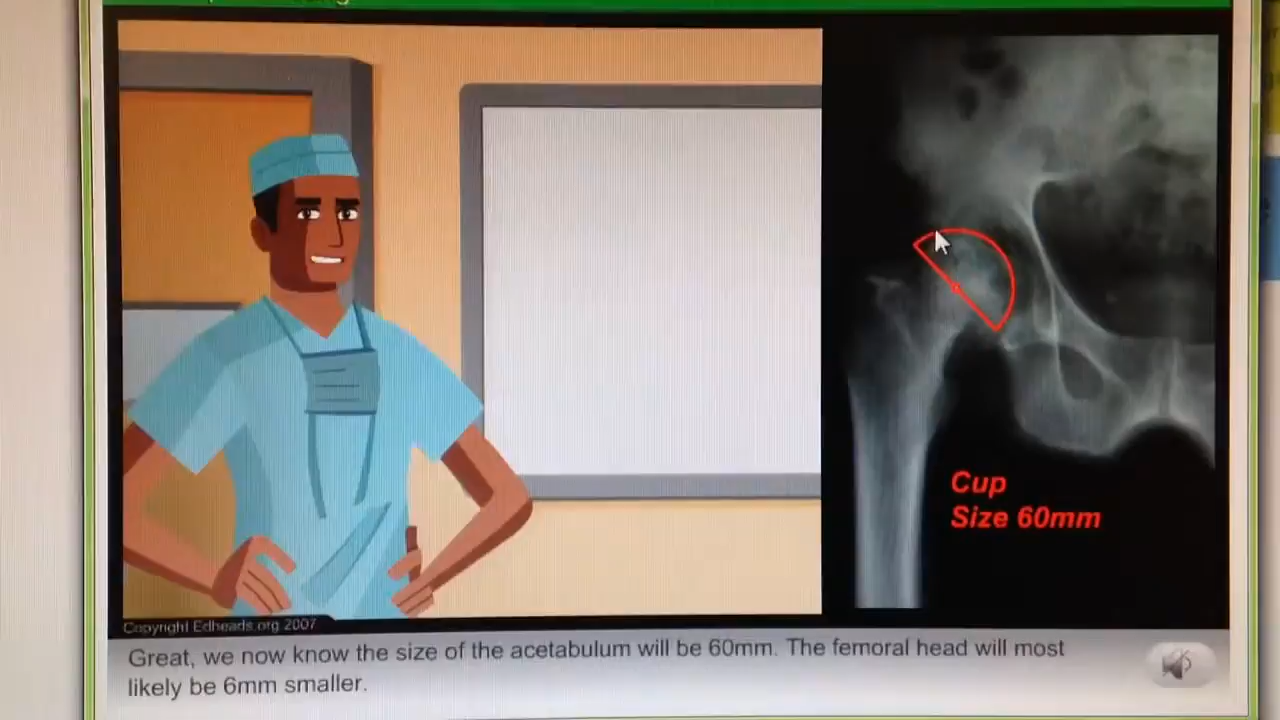 Cup
Size 60mm
Copyright Edheads.org 2007
Great, we now know the size of the acetabulum will be 60mm. The femoral head will most
likely be 6mm smaller.